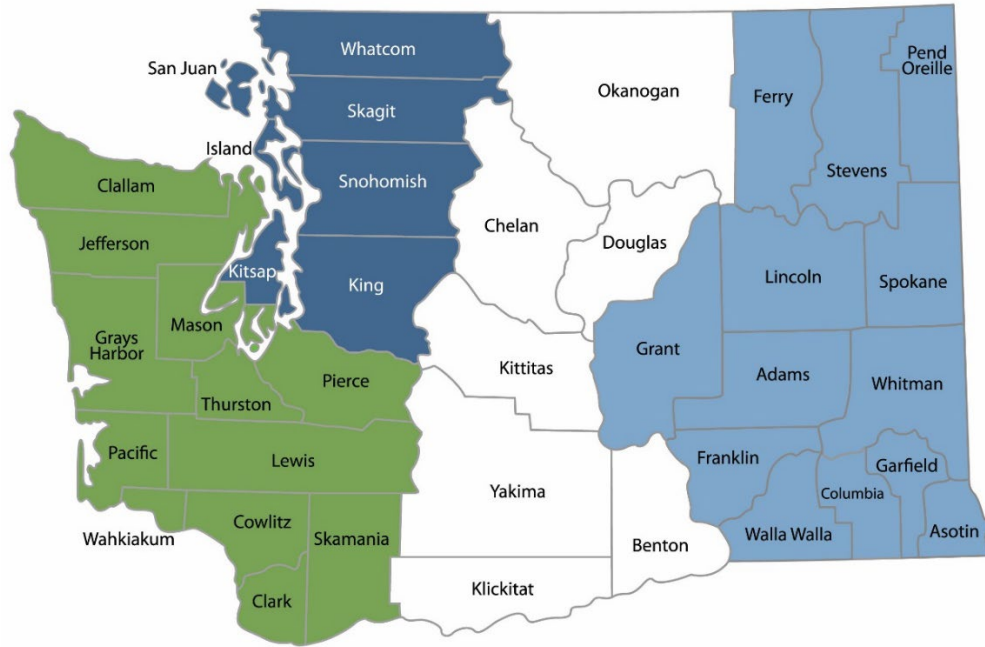 Whatcom
San Juan
Skagit
Island
Snohomish
Clallam
Jefferson
Kitsap
King
Mason
Grays
Harbor
Pierce
Thurston
Pacific
Lewis
Wahkiakum
Cowlitz
Skamania
Clark
Okanogan
Chelan
Douglas
Kittitas
Yakima
Benton
Klickitat
Ferry
Pend
Oreille
Stevens
Lincoln
Spokane
Grant
Adams
Whitman
Franklin
Garfield
Columbia
Walla Walla
Asotin